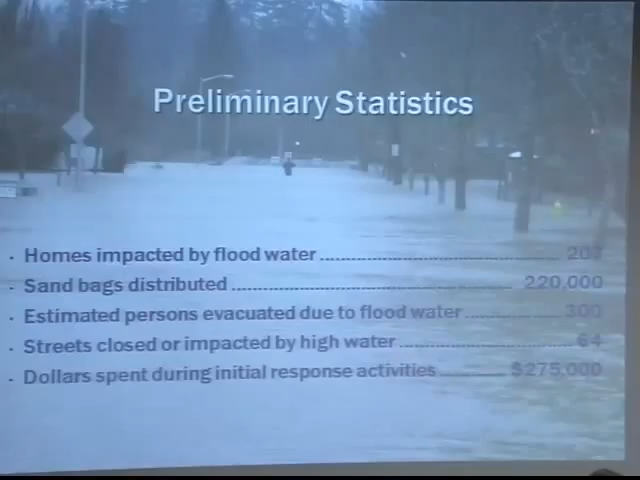 Preliminary Statistics
· Homes impacted by flood water
· Sand bags distributed 220,000
· Estimated persons evacuated due to flood water 300
· Streets closed or impacted by high water 64
· Dollars spent during initial response activities $275,000